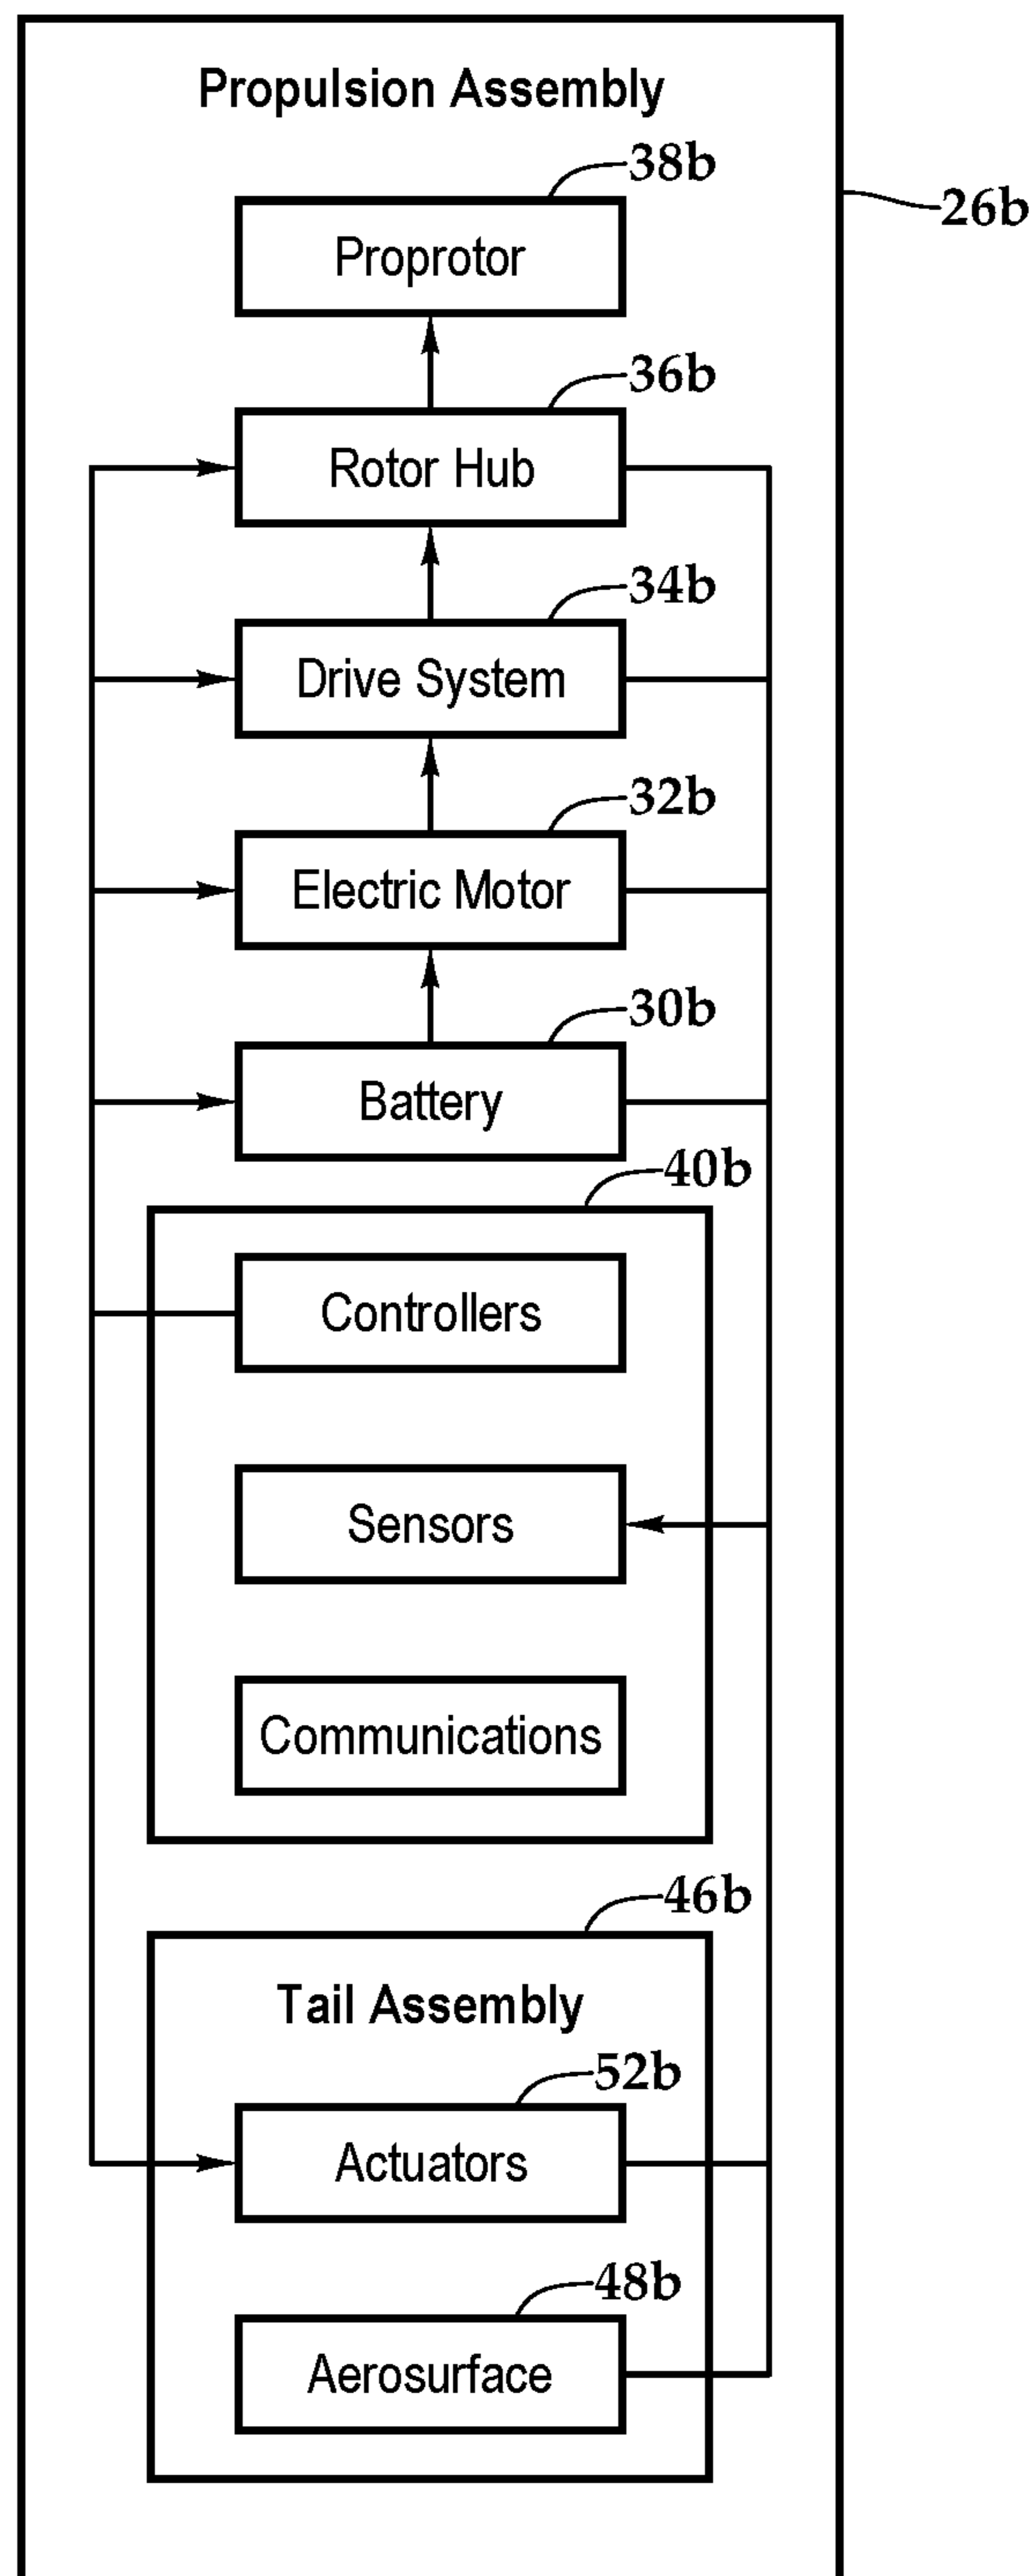 Propulsion Assembly
38b
26b
Proprotor
36b
Rotor Hub
34b
Drive System
32b
Electric Motor
30b
Battery
40b
Controllers
Sensors
Communications
46b
Tail Assembly
52b
Actuators
48b
Aerosurface